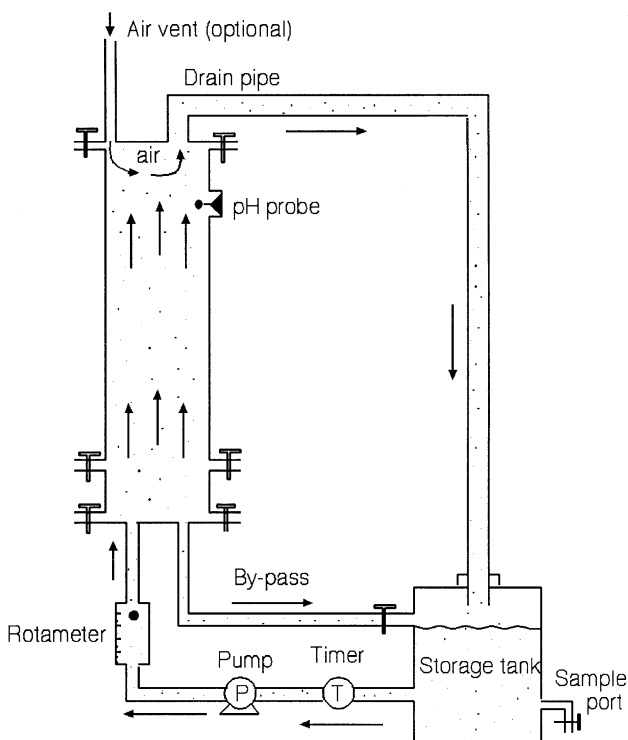 Air vent (optional)
Drain pipe
air
pH probe
By-pass
Rotameter
Pump
Timer
Storage tank
Sample
port
P
T